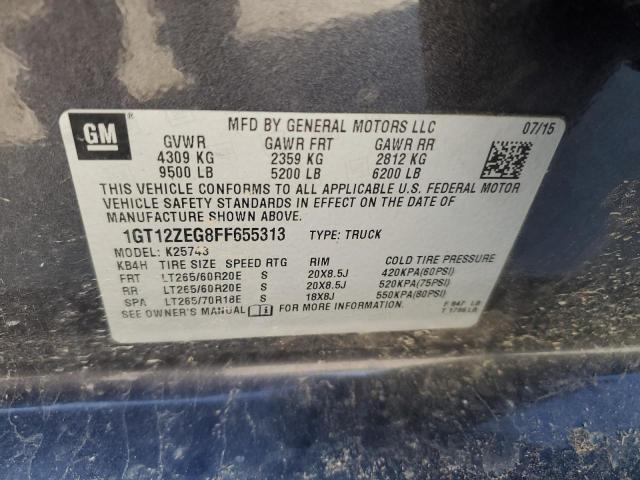 GM ®
MFD BY GENERAL MOTORS LLC 07/15
GVWR GAWR FRT GAWR RR
4309 KG 2359 KG 2812 KG
9500 LB 5200 LB 6200 LB
THIS VEHICLE CONFORMS TO ALL APPLICABLE U.S. FEDERAL MOTOR
VEHICLE SAFETY STANDARDS IN EFFECT ON THE DATE OF
MANUFACTURE SHOWN ABOVE.
1GT12ZEG8FF655313 TYPE: TRUCK
MODEL: K25743
KB4H TIRE SIZE SPEED RTG RIM COLD TIRE PRESSURE
FRT LT265/60R20E S 20X8.5J 420KPA(60PSI)
RR LT265/60R20E S 20X8.5J 520KPA(75PSI)
SPA LT265/70R18E S 18X8J 550KPA(80PSI)
SEE OWNER'S MANUAL F 847 LB
T 1786LB